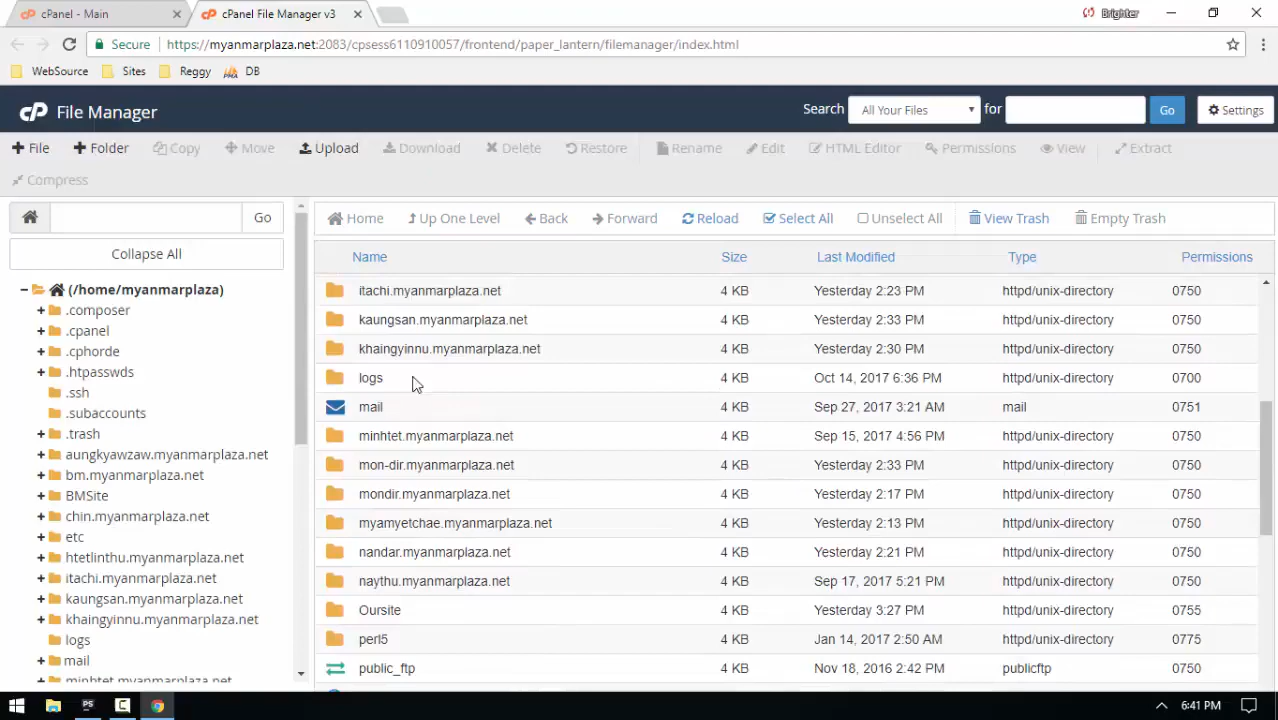 cPanel - Main
cPanel File Manager v3
Brighter
Secure
https://myanmarplaza.net:2083/cpsess6110910057/frontend/paper_lantern/filemanager/index.html
WebSource Sites Reggy DB
cP File Manager
Search All Your Files for Go Settings
File Folder Copy Move Upload Download Delete Restore Rename Edit HTML Editor Permissions View Extract
Compress
Go
Home Up One Level Back Forward Reload Select All Unselect All View Trash Empty Trash
Collapse All
(/home/myanmarplaza)
.composer
.cpanel
.cphorde
.htpasswds
.ssh
.subaccounts
.trash
aungkyawzaw.myanmarplaza.net
bm.myanmarplaza.net
BMSite
chin.myanmarplaza.net
etc
htetlinthu.myanmarplaza.net
itachi.myanmarplaza.net
kaungsan.myanmarplaza.net
khaingyinnu.myanmarplaza.net
logs
mail
minhtet.myanmarplaza.net
Name Size Last Modified Type Permissions
itachi.myanmarplaza.net 4 KB Yesterday 2:23 PM httpd/unix-directory 0750
kaungsan.myanmarplaza.net 4 KB Yesterday 2:33 PM httpd/unix-directory 0750
khaingyinnu.myanmarplaza.net 4 KB Yesterday 2:30 PM httpd/unix-directory 0750
logs 4 KB Oct 14, 2017 6:36 PM httpd/unix-directory 0700
mail 4 KB Sep 27, 2017 3:21 AM mail 0751
minhtet.myanmarplaza.net 4 KB Sep 15, 2017 4:56 PM httpd/unix-directory 0750
mon-dir.myanmarplaza.net 4 KB Yesterday 2:33 PM httpd/unix-directory 0750
mondir.myanmarplaza.net 4 KB Yesterday 2:17 PM httpd/unix-directory 0750
myamyetchae.myanmarplaza.net 4 KB Yesterday 2:13 PM httpd/unix-directory 0750
nandar.myanmarplaza.net 4 KB Yesterday 2:21 PM httpd/unix-directory 0750
naythu.myanmarplaza.net 4 KB Sep 17, 2017 5:21 PM httpd/unix-directory 0750
Oursite 4 KB Yesterday 3:27 PM httpd/unix-directory 0755
perl5 4 KB Jan 14, 2017 2:50 AM httpd/unix-directory 0775
public_ftp 4 KB Nov 18, 2016 2:42 PM publicftp 0750
6:41 PM